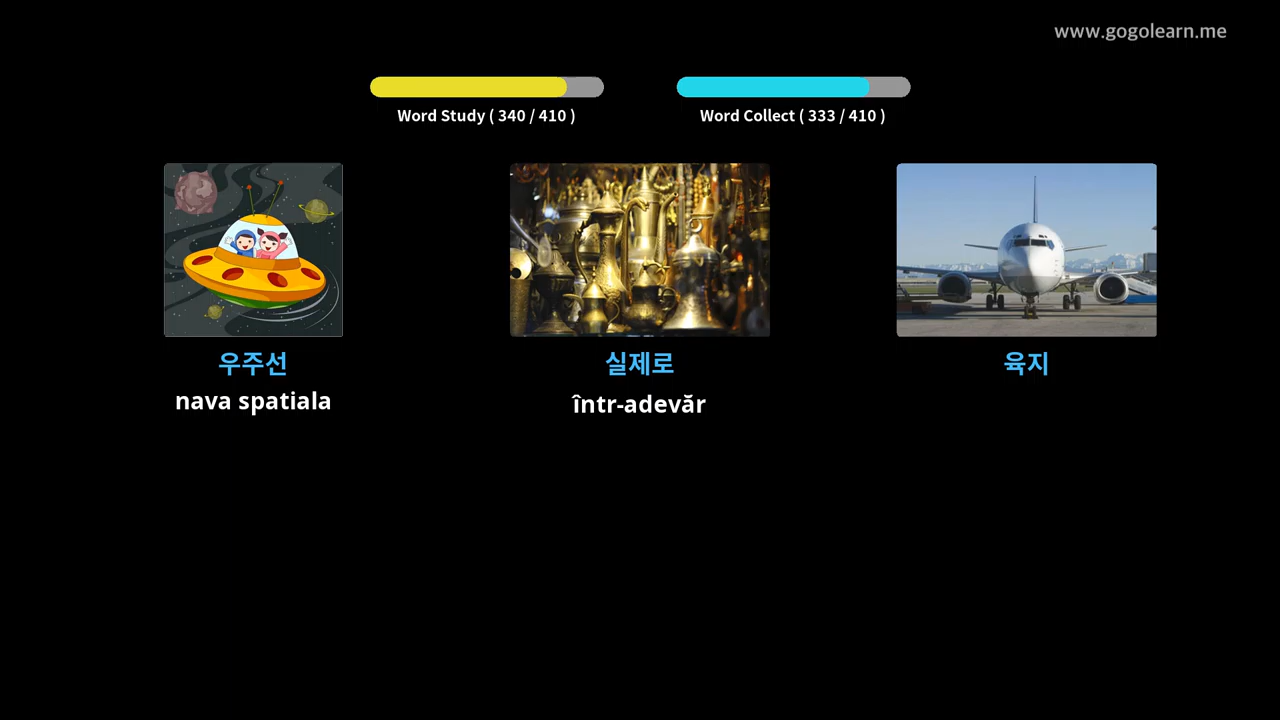 www.gogolearn.me
Word Study ( 340 / 410 )
Word Collect ( 333 / 410 )
우주선
실제로
육지
nava spatiala
într-adevăr